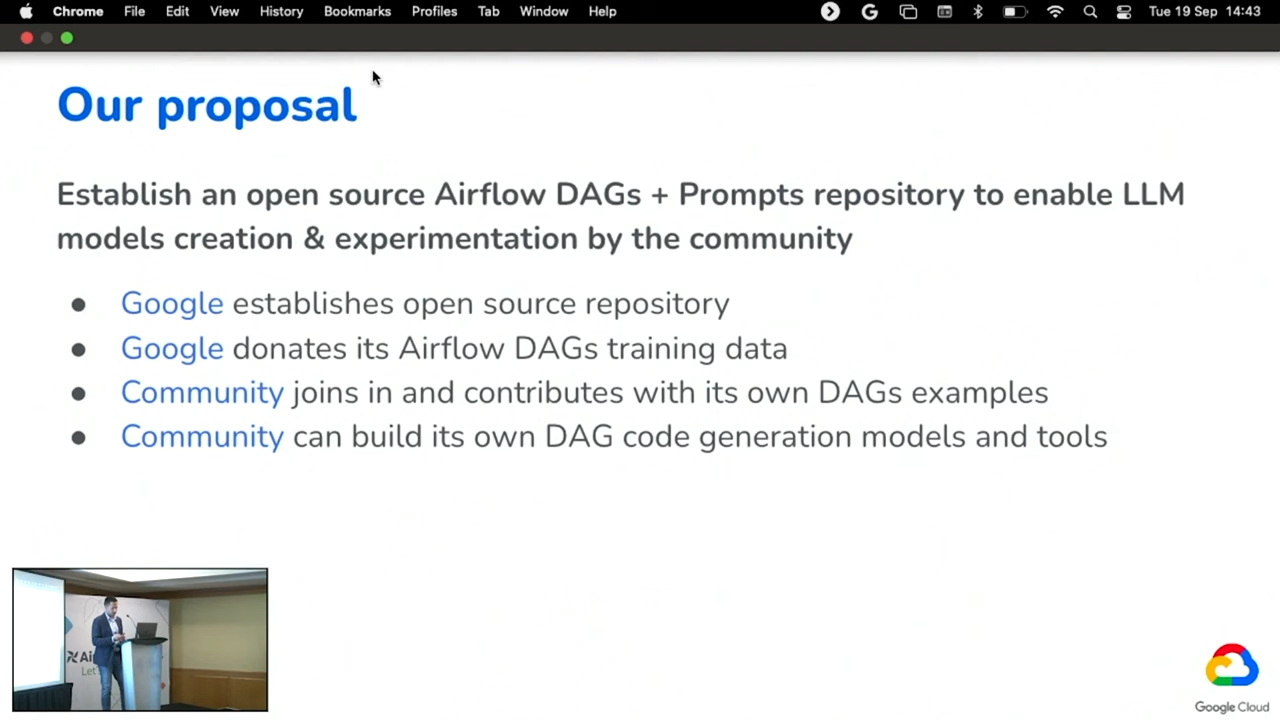 Chrome File Edit View History Bookmarks Profiles Tab Window Help Tue 19 Sep 14:43
Our proposal
Establish an open source Airflow DAGs + Prompts repository to enable LLM
models creation & experimentation by the community
● Google establishes open source repository
● Google donates its Airflow DAGs training data
● Community joins in and contributes with its own DAGs examples
● Community can build its own DAG code generation models and tools
Google Cloud